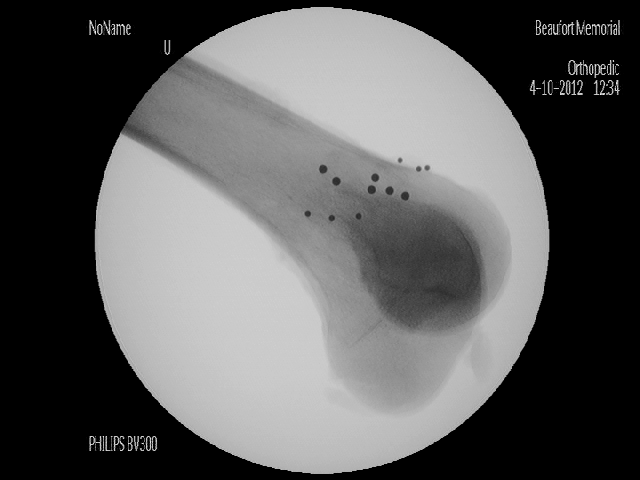 NoName
Beaufort Memorial
U
Orthopedic
4-10-2012 12:34
PHILIPS BV300